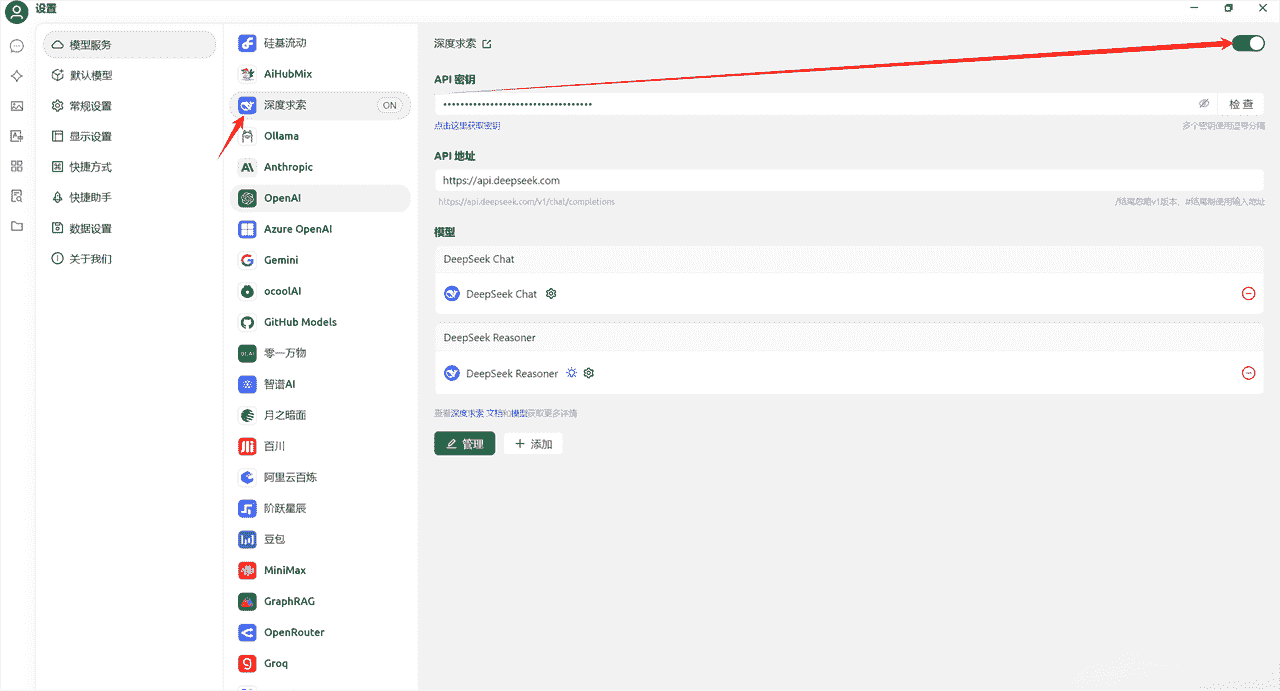 设置
模型服务
默认模型
常规设置
显示设置
快捷方式
快捷助手
数据设置
关于我们
硅基流动
AiHubMix
深度求索 ON
Ollama
Anthropic
OpenAI
Azure OpenAI
Gemini
ocoolAI
GitHub Models
零一万物
智谱AI
月之暗面
百川
阿里云百炼
阶跃星辰
豆包
MiniMax
GraphRAG
OpenRouter
Groq
深度求索
API 密钥
•••••••••••••••••••••••••••••••••••
检 查
点击这里获取密钥
多个密钥使用逗号分隔
API 地址
https://api.deepseek.com
https://api.deepseek.com/v1/chat/completions
/结尾忽略v1版本，#结尾强制使用输入地址
模型
DeepSeek Chat
DeepSeek Chat
DeepSeek Reasoner
DeepSeek Reasoner
查看深度求索 文档和模型获取更多详情
管理
添加